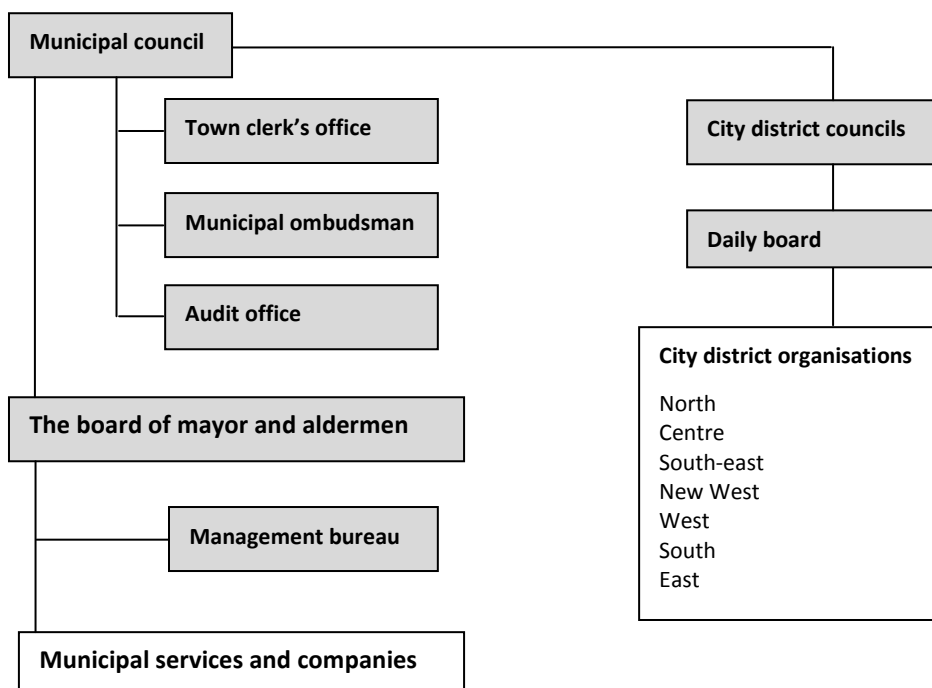 Municipal council
Town clerk’s office
Municipal ombudsman
Audit office
The board of mayor and aldermen
Management bureau
Municipal services and companies
City district councils
Daily board
City district organisations
North
Centre
South-east
New West
West
South
East